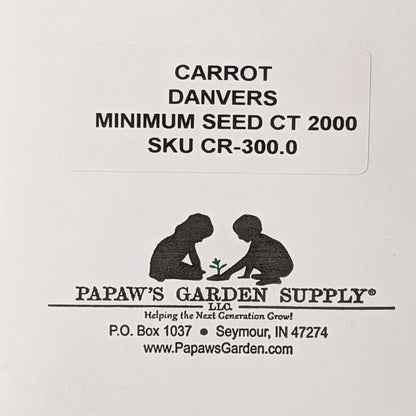 CARROT
DANVERS
MINIMUM SEED CT 2000
SKU CR-300.0
PAPAW'S GARDEN SUPPLY®
LLC.
Helping the Next Generation Grow!
P.O. Box 1037 • Seymour, IN 47274
www.PapawsGarden.com